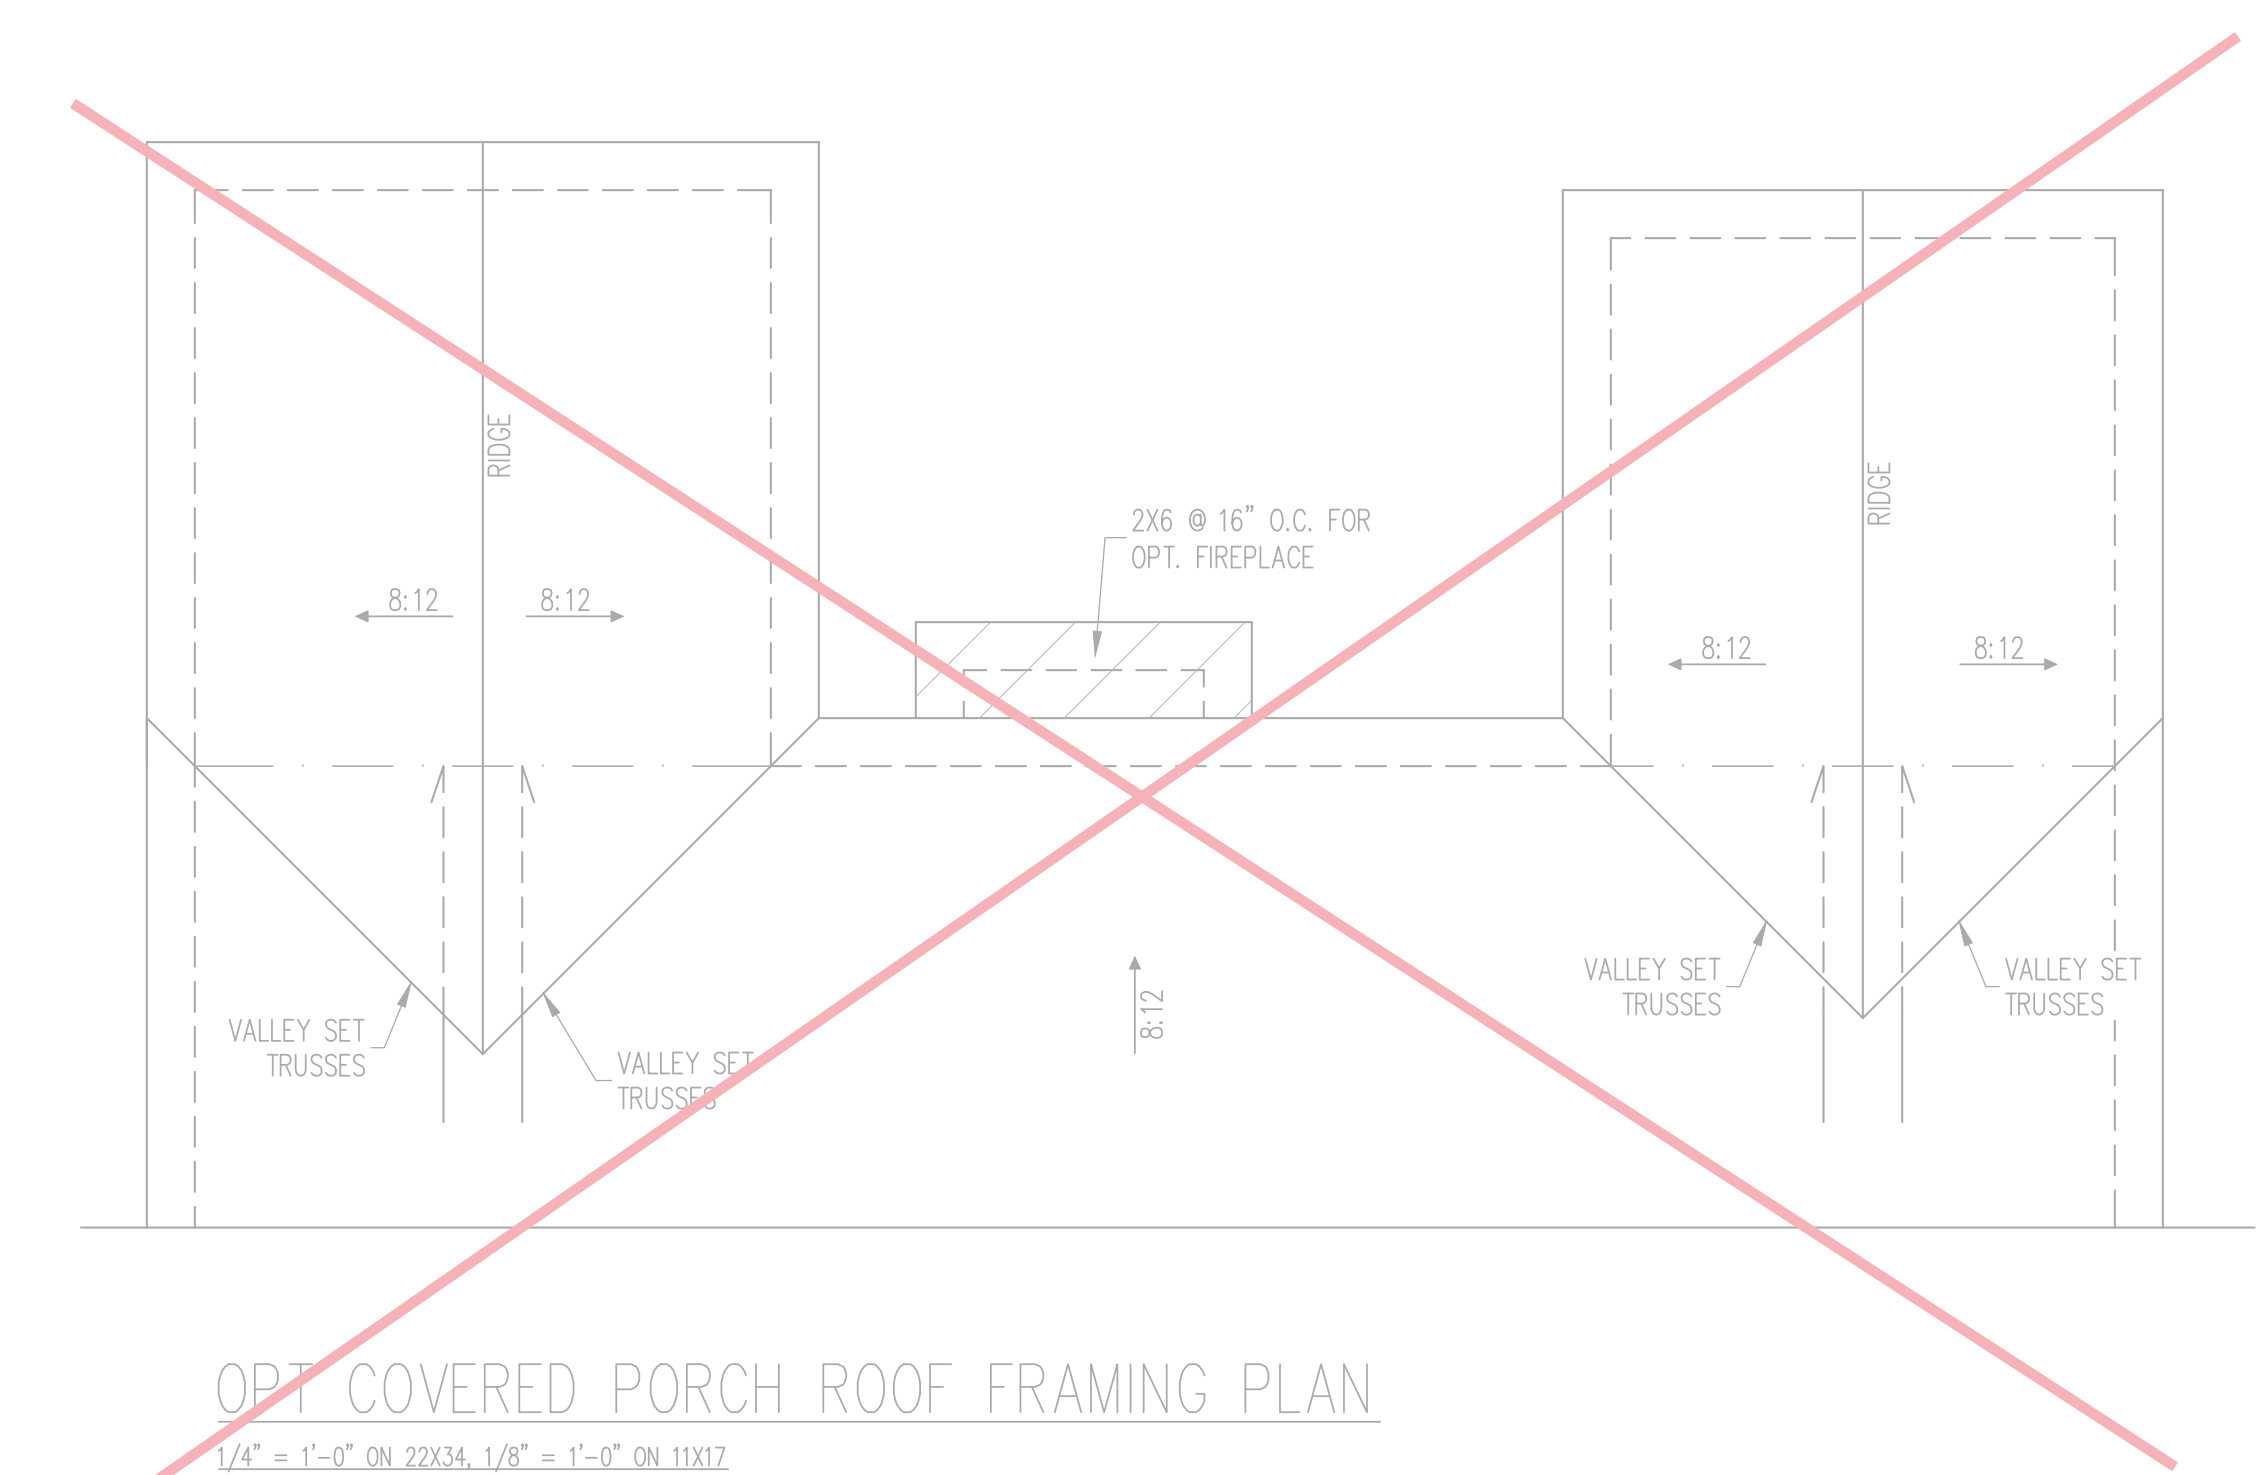 RIDGE
RIDGE
2X6 @ 16” O.C. FOR
OPT. FIREPLACE
8:12
8:12
8:12
8:12
VALLEY SET
TRUSSES
VALLEY SET
TRUSSES
8:12
VALLEY SET
TRUSSES
VALLEY SET
TRUSSES
OPT COVERED PORCH ROOF FRAMING PLAN
1/4” = 1'-0” ON 22X34, 1/8” = 1'-0” ON 11X17